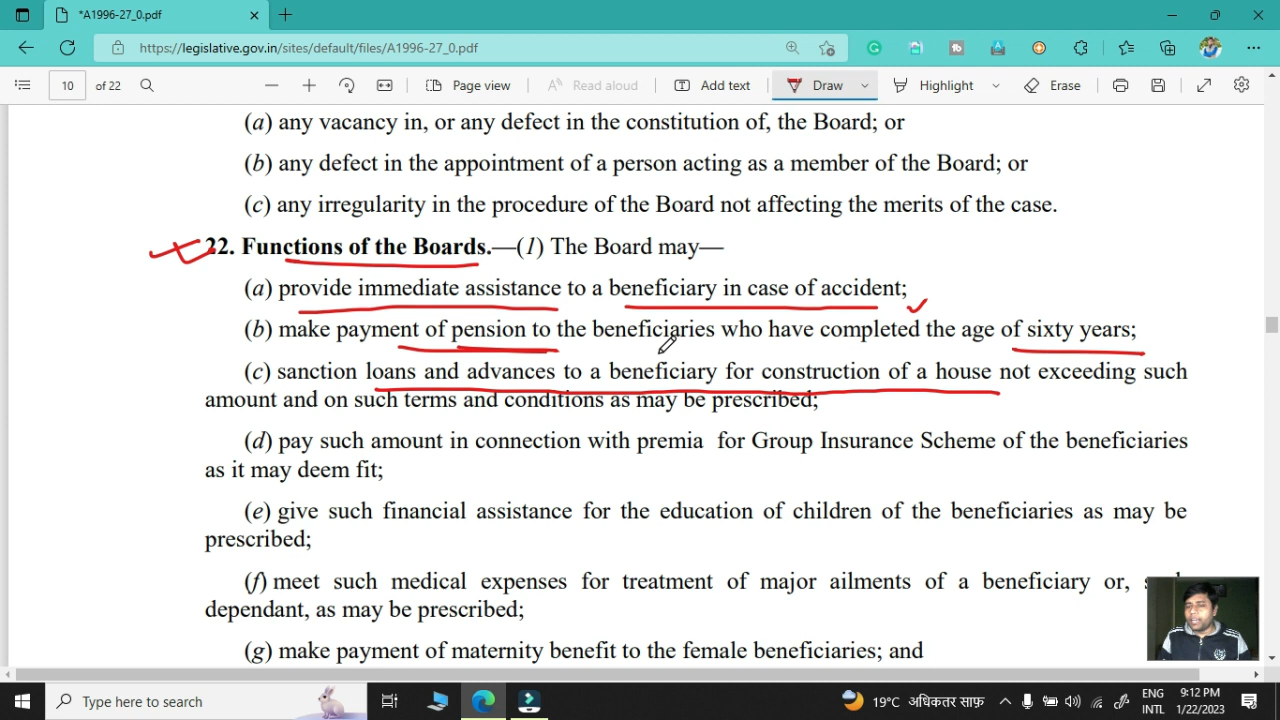 *A1996-27_0.pdf
https://legislative.gov.in/sites/default/files/A1996-27_0.pdf
10 of 22 Page view Read aloud Add text Draw Highlight Erase
(a) any vacancy in, or any defect in the constitution of, the Board; or
(b) any defect in the appointment of a person acting as a member of the Board; or
(c) any irregularity in the procedure of the Board not affecting the merits of the case.
22. Functions of the Boards.—(1) The Board may—
(a) provide immediate assistance to a beneficiary in case of accident;
(b) make payment of pension to the beneficiaries who have completed the age of sixty years;
(c) sanction loans and advances to a beneficiary for construction of a house not exceeding such
amount and on such terms and conditions as may be prescribed;
(d) pay such amount in connection with premia for Group Insurance Scheme of the beneficiaries
as it may deem fit;
(e) give such financial assistance for the education of children of the beneficiaries as may be
prescribed;
(f) meet such medical expenses for treatment of major ailments of a beneficiary or,
dependant, as may be prescribed;
(g) make payment of maternity benefit to the female beneficiaries; and
Type here to search 19°C अधिकतर साफ़ ENG 9:12 PM
INTL 1/22/2023